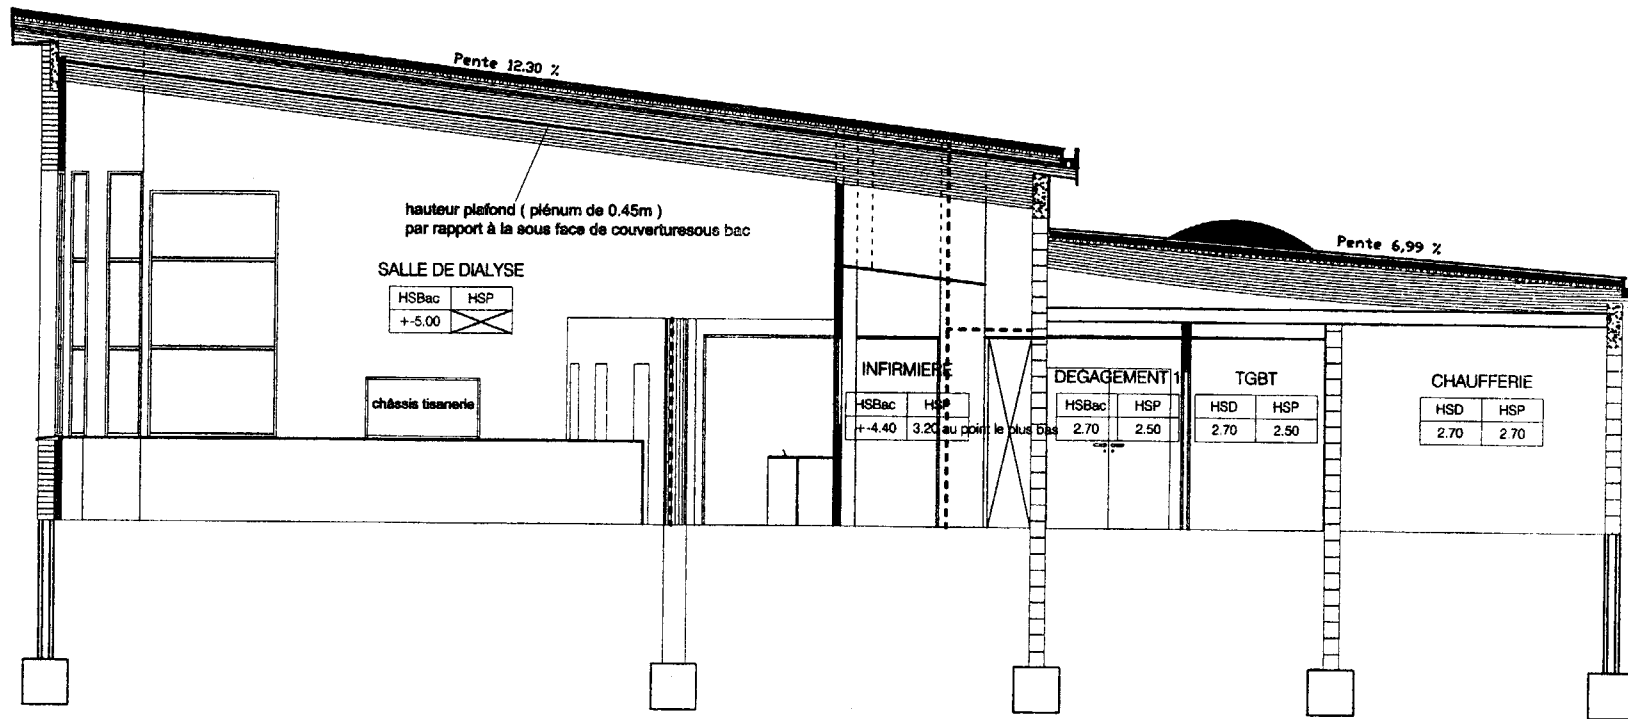 Pente 12.30 %
hauteur plafond ( plénum de 0.45m )
par rapport à la sous face de couverturesous bac
Pente 6,99 %
SALLE DE DIALYSE
HSBac HSP
+-5.00
châssis tisanerie
INFIRMIERE
HSBac HSP
+-4.40 3.20 au point le plus bas
DEGAGEMENT 1
HSBac HSP
2.70 2.50
TGBT
HSD HSP
2.70 2.50
CHAUFFERIE
HSD HSP
2.70 2.70